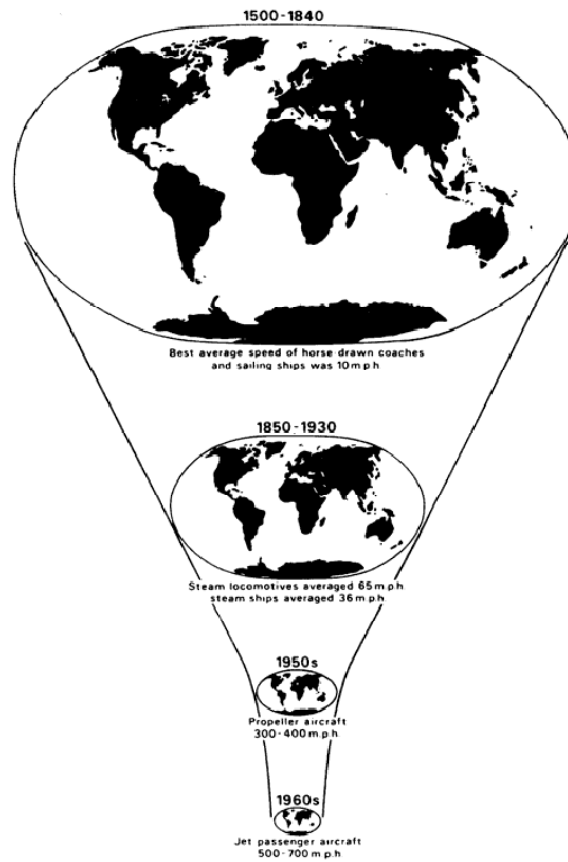 1500-1840
Best average speed of horse drawn coaches
and sailing ships was 10 m.p.h.
1850-1930
Steam locomotives averaged 65 m.p.h.
steam ships averaged 36 m.p.h.
1950s
Propeller aircraft
300-400 m.p.h.
1960s
Jet passenger aircraft
500-700 m.p.h.